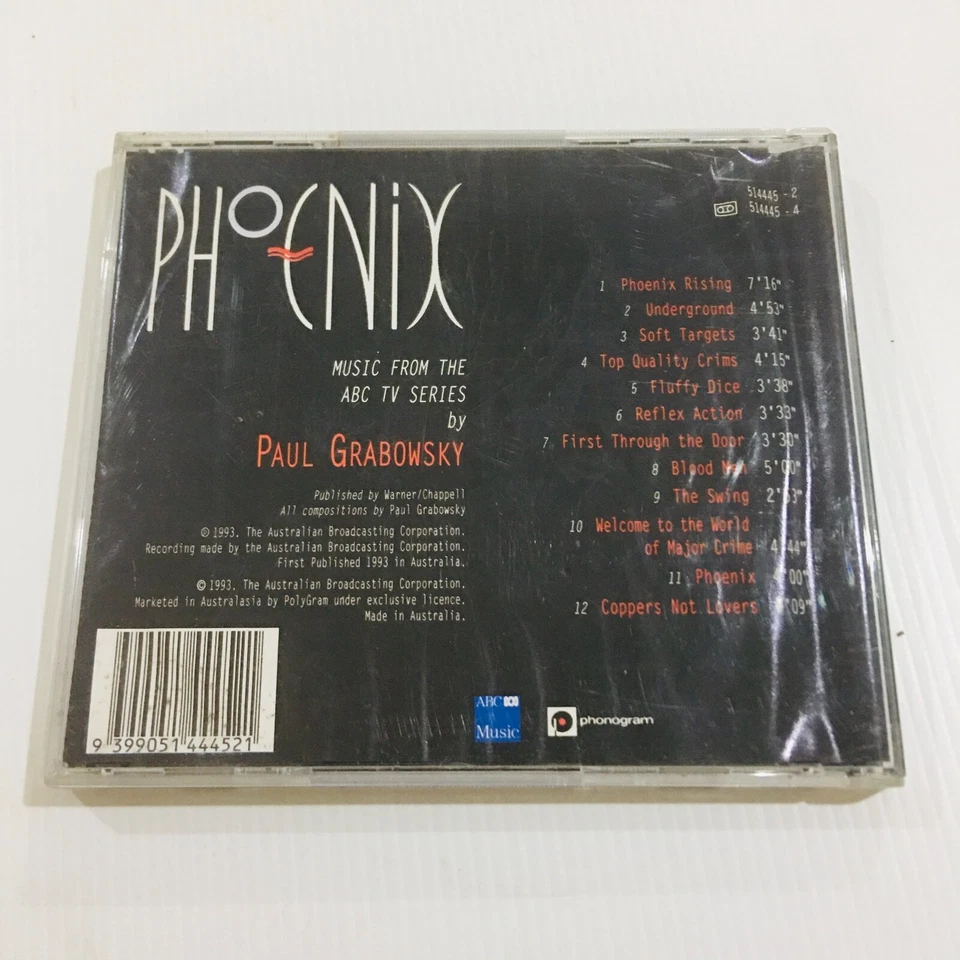 PHOENiX
MUSIC FROM THE
ABC TV SERIES
by
PAUL GRABOWSKY
Published by Warner/Chappell
All compositions by Paul Grabowsky
℗ 1993. The Australian Broadcasting Corporation.
Recording made by the Australian Broadcasting Corporation.
First Published 1993 in Australia.
© 1993. The Australian Broadcasting Corporation.
Marketed in Australasia by PolyGram under exclusive licence.
Made in Australia.
9 399051 444521
514445 - 2
514445 - 4
1 Phoenix Rising 7'16"
2 Underground 4'53"
3 Soft Targets 3'41"
4 Top Quality Crims 4'15"
5 Fluffy Dice 3'38"
6 Reflex Action 3'33"
7 First Through the Door 3'30"
8 Blood Men 5'00"
9 The Swing 2'53"
10 Welcome to the World
of Major Crime 4'44"
11 Phoenix
12 Coppers Not Lovers
ABC
Music
phonogram